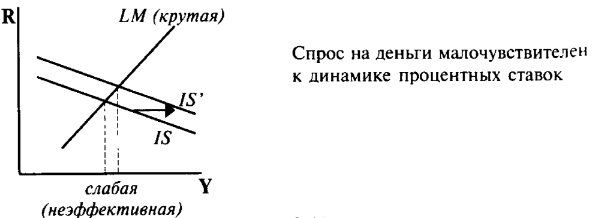 R
LM (крутая)
Спрос на деньги малочувствителен
к динамике процентных ставок
IS'
IS
слабая
Y
(неэффективная)